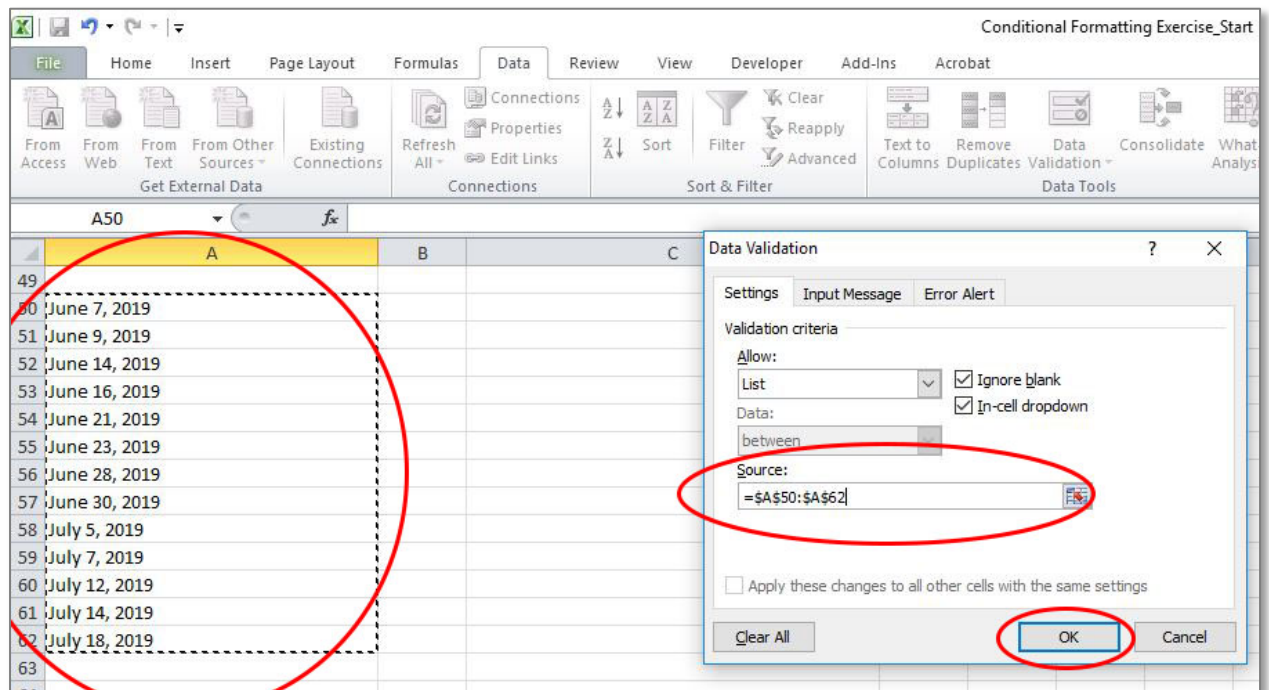 Conditional Formatting Exercise_Start
File Home Insert Page Layout Formulas Data Review View Developer Add-Ins Acrobat
From Access
From Web
From Text
From Other Sources
Existing Connections
Get External Data
Refresh All
Connections
Properties
Edit Links
Connections
Sort
Filter
Clear
Reapply
Advanced
Sort & Filter
Text to Columns
Remove Duplicates
Data Validation
Consolidate
Data Tools
A50 fx
A B C
49
50 June 7, 2019
51 June 9, 2019
52 June 14, 2019
53 June 16, 2019
54 June 21, 2019
55 June 23, 2019
56 June 28, 2019
57 June 30, 2019
58 July 5, 2019
59 July 7, 2019
60 July 12, 2019
61 July 14, 2019
62 July 18, 2019
63
Data Validation ? X
Settings Input Message Error Alert
Validation criteria
Allow:
List
Ignore blank
In-cell dropdown
Data:
between
Source:
=$A$50:$A$62
Apply these changes to all other cells with the same settings
Clear All OK Cancel